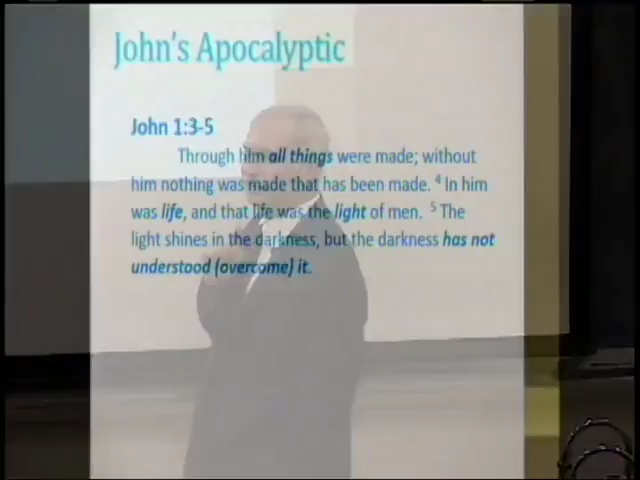 John's Apocalyptic
John 1:3-5
Through him all things were made; without
him nothing was made that has been made. ⁴ In him
was life, and that life was the light of men. ⁵ The
light shines in the darkness, but the darkness has not
understood (overcome) it.